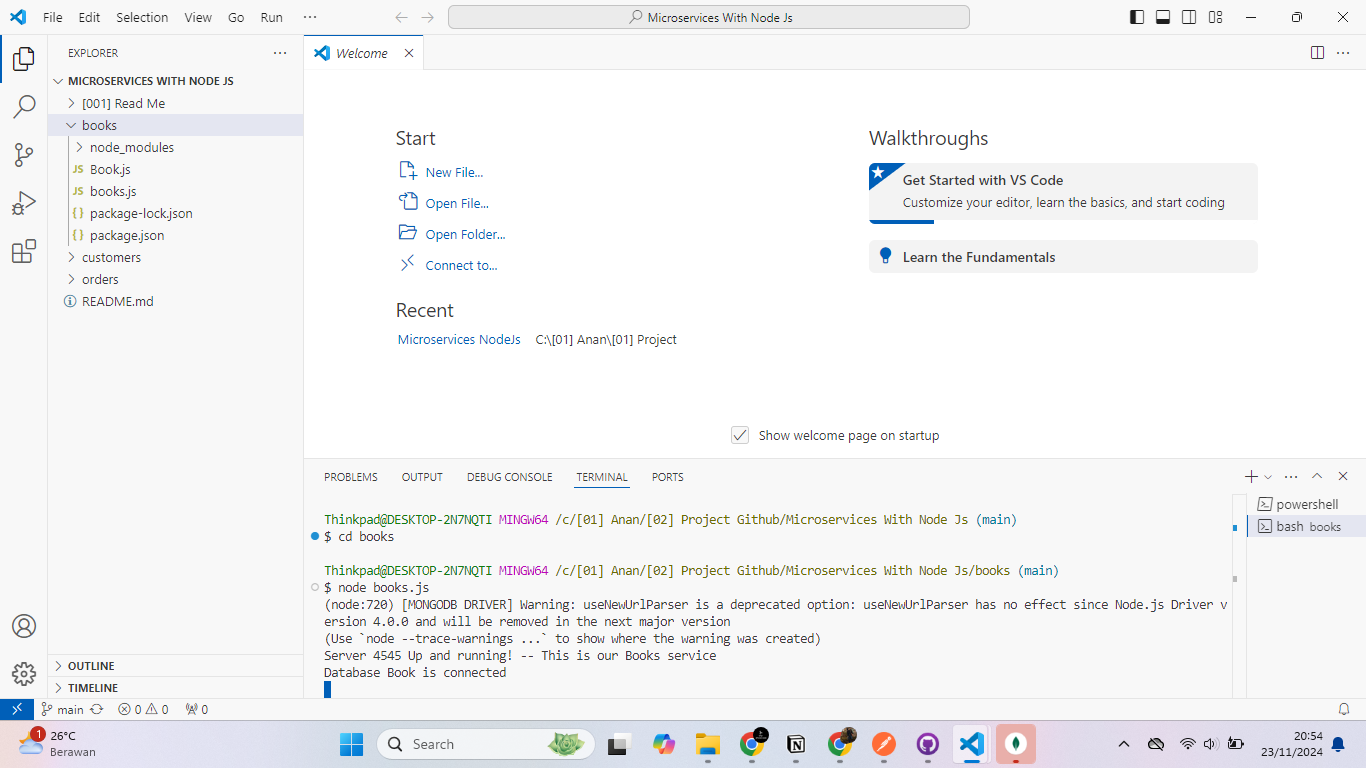 File Edit Selection View Go Run ···
Microservices With Node Js
EXPLORER
MICROSERVICES WITH NODE JS
[001] Read Me
books
node_modules
JS Book.js
JS books.js
{} package-lock.json
{} package.json
customers
orders
README.md
OUTLINE
TIMELINE
Welcome
Start
New File...
Open File...
Open Folder...
Connect to...
Recent
Microservices NodeJs C:\[01] Anan\[01] Project
Walkthroughs
Get Started with VS Code
Customize your editor, learn the basics, and start coding
Learn the Fundamentals
Show welcome page on startup
PROBLEMS OUTPUT DEBUG CONSOLE TERMINAL PORTS
Thinkpad@DESKTOP-2N7NQTI MINGW64 /c/[01] Anan/[02] Project Github/Microservices With Node Js (main)
$ cd books
Thinkpad@DESKTOP-2N7NQTI MINGW64 /c/[01] Anan/[02] Project Github/Microservices With Node Js/books (main)
$ node books.js
(node:720) [MONGODB DRIVER] Warning: useNewUrlParser is a deprecated option: useNewUrlParser has no effect since Node.js Driver v
ersion 4.0.0 and will be removed in the next major version
(Use `node --trace-warnings ...` to show where the warning was created)
Server 4545 Up and running! -- This is our Books service
Database Book is connected
powershell
bash books
main 0 0 0
1
26°C
Berawan
Search
20:54
23/11/2024